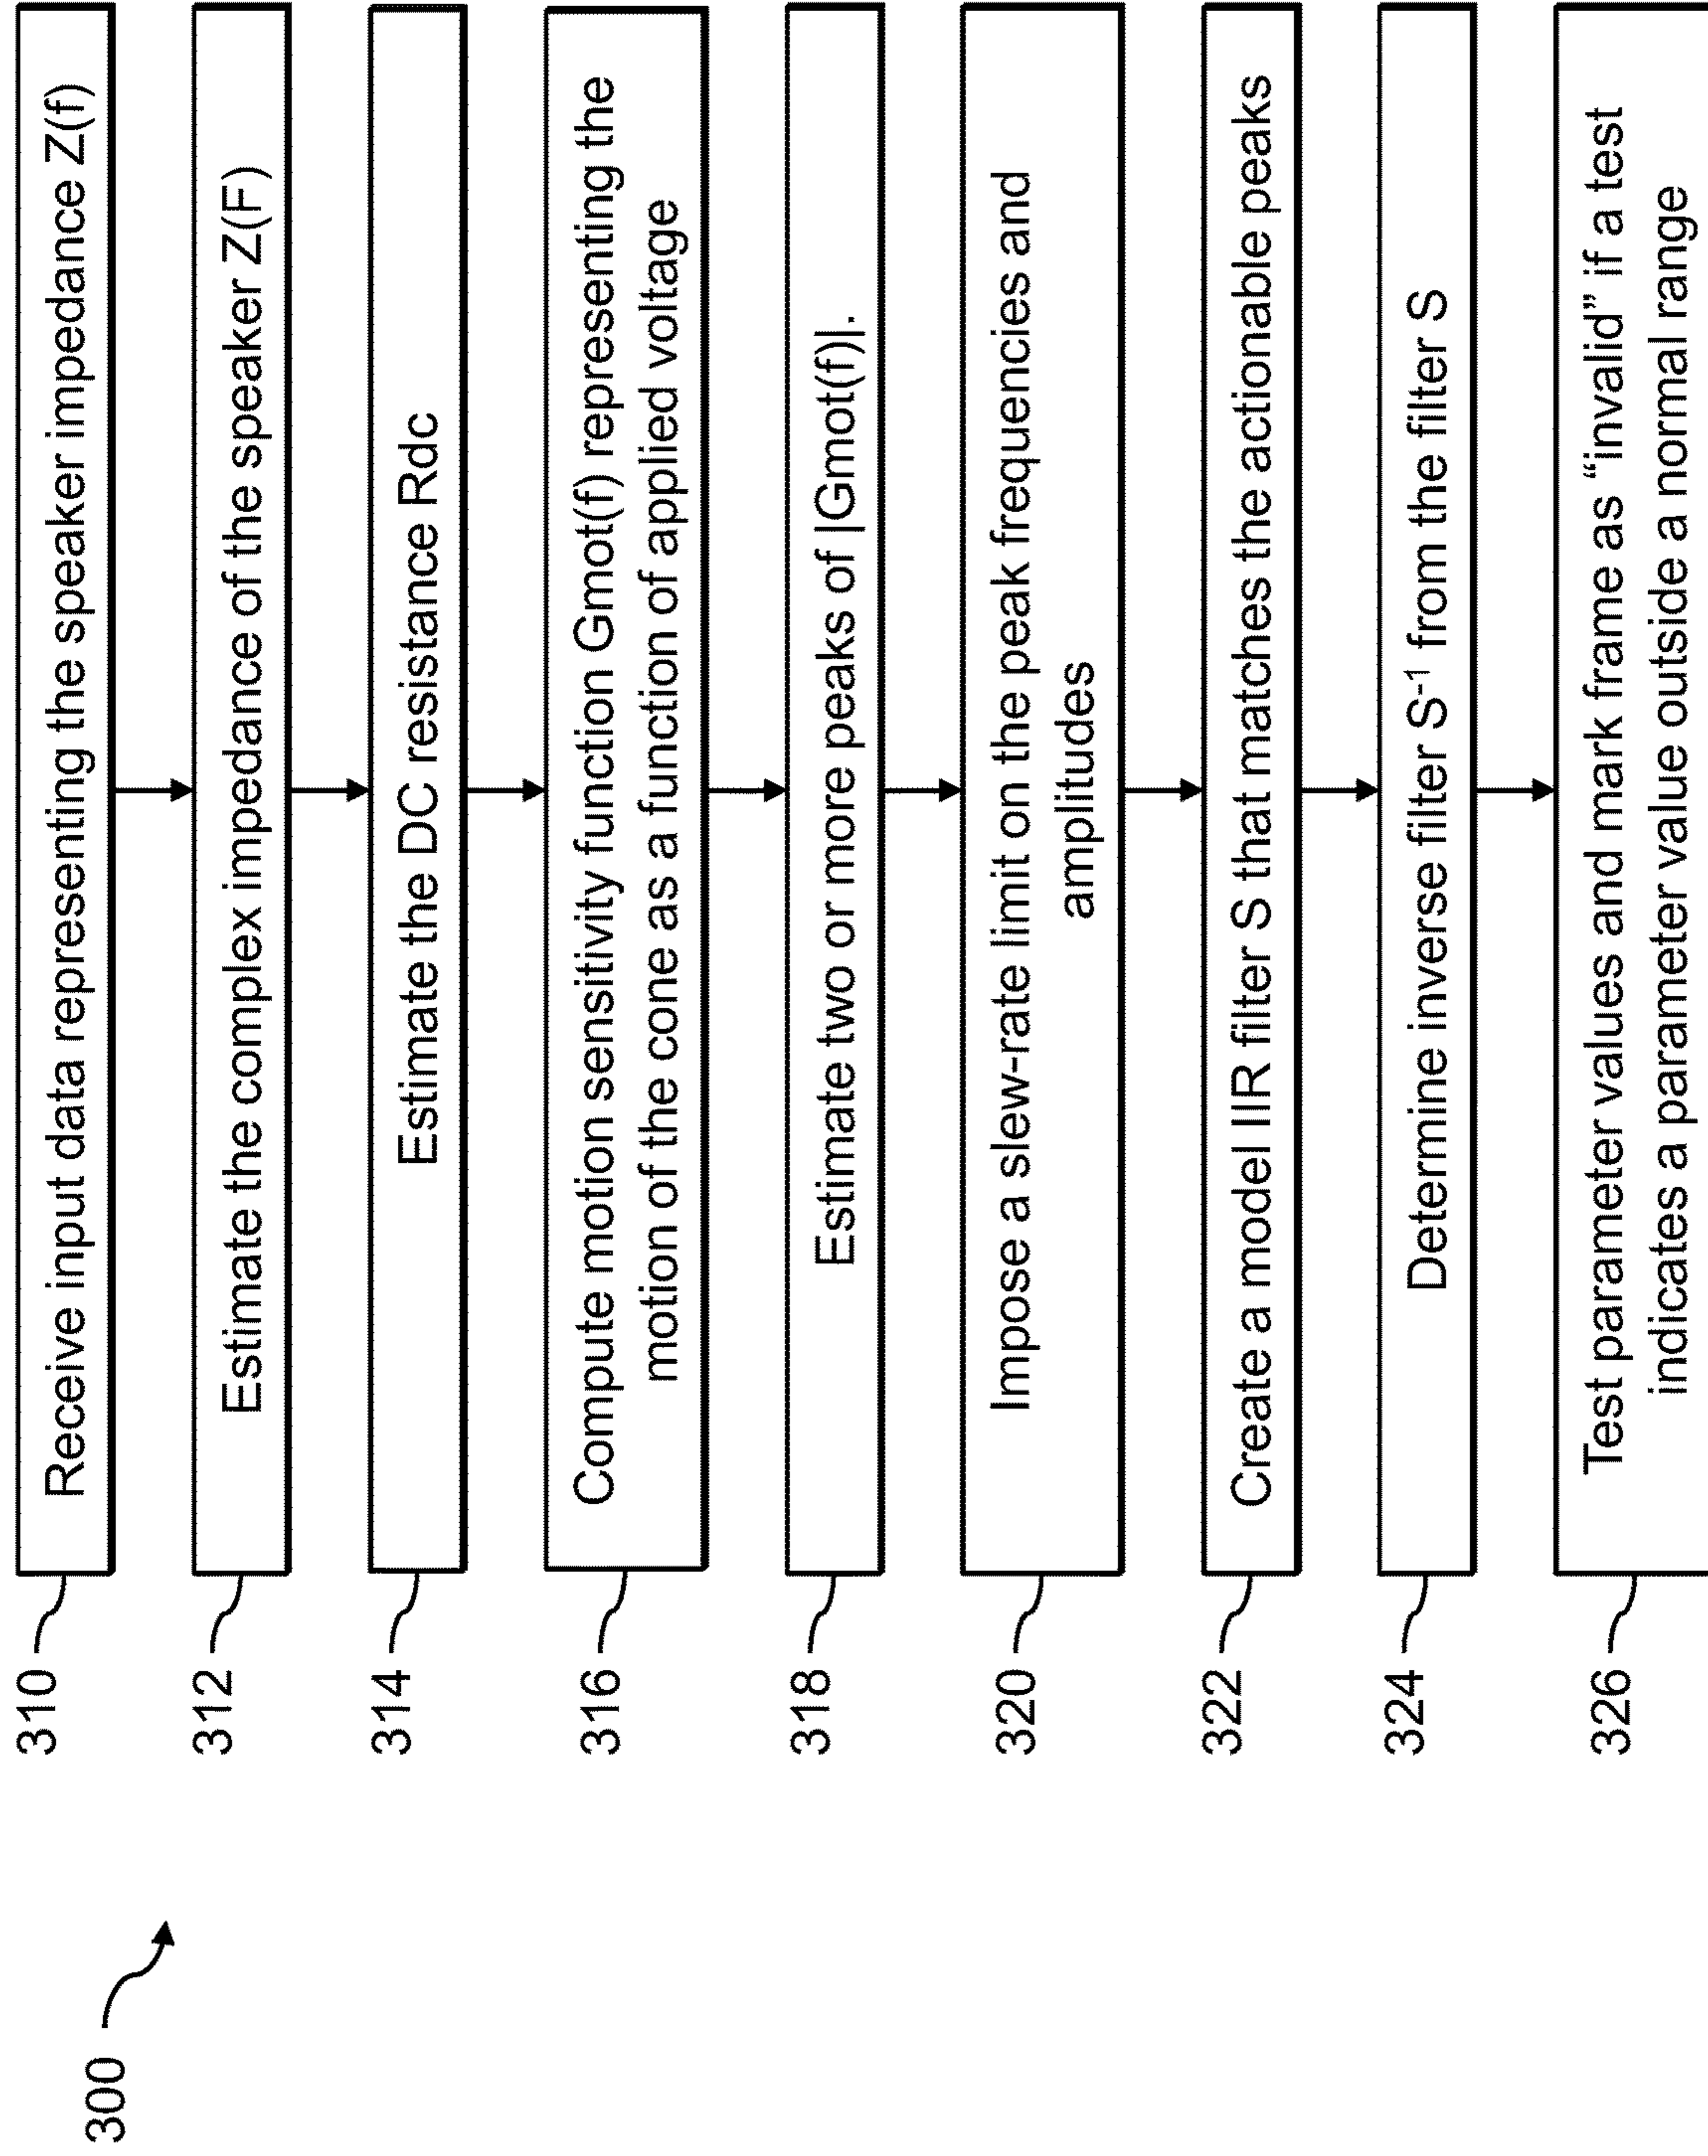 300
310
Receive input data representing the speaker impedance Z(f)
312
Estimate the complex impedance of the speaker Z(F)
314
Estimate the DC resistance Rdc
316
Compute motion sensitivity function Gmot(f) representing the
motion of the cone as a function of applied voltage
318
Estimate two or more peaks of |Gmot(f)|.
320
Impose a slew-rate limit on the peak frequencies and
amplitudes
322
Create a model IIR filter S that matches the actionable peaks
324
Determine inverse filter S⁻¹ from the filter S
326
Test parameter values and mark frame as “invalid” if a test
indicates a parameter value outside a normal range